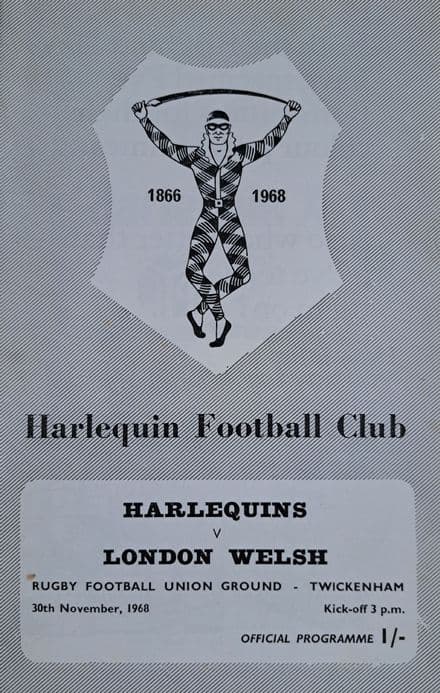 1866 1968
Harlequin Football Club
HARLEQUINS
v
LONDON WELSH
RUGBY FOOTBALL UNION GROUND - TWICKENHAM
30th November, 1968 Kick-off 3 p.m.
OFFICIAL PROGRAMME 1/-